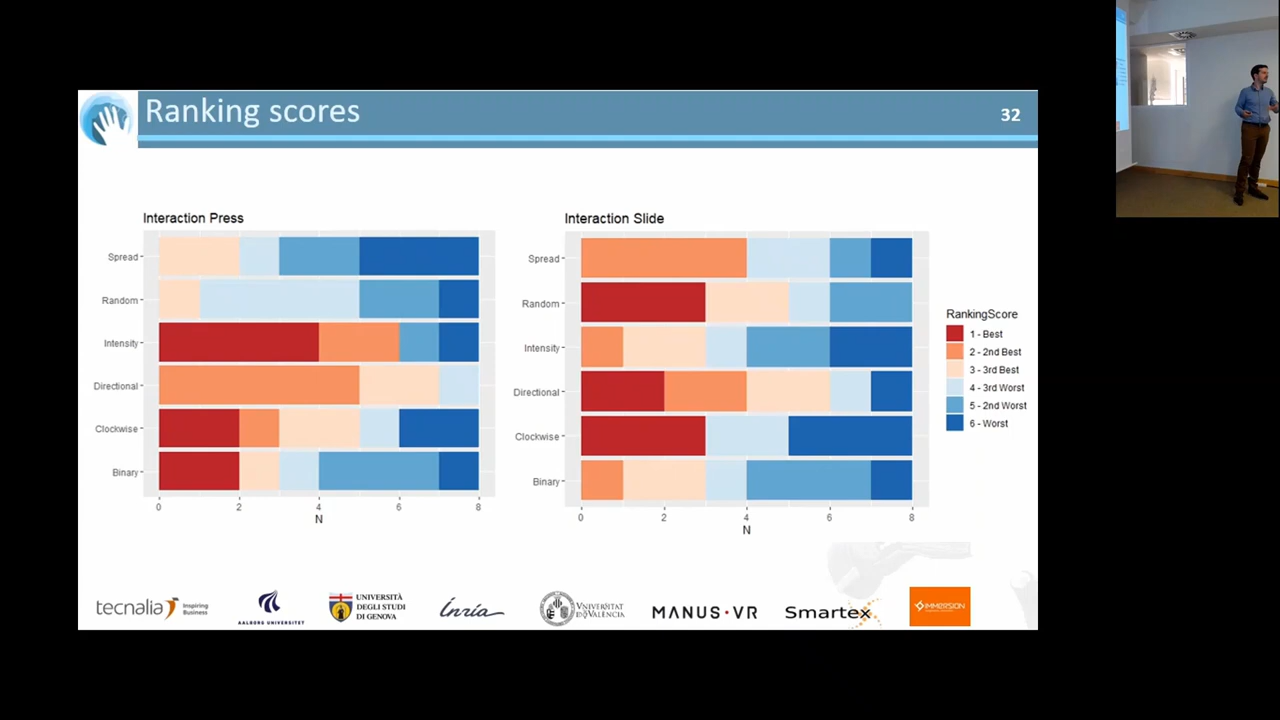 Ranking scores
32
Interaction Press
Spread
Random
Intensity
Directional
Clockwise
Binary
0 2 4 6 8
N
Interaction Slide
Spread
Random
Intensity
Directional
Clockwise
Binary
0 2 4 6 8
N
RankingScore
1 - Best
2 - 2nd Best
3 - 3rd Best
4 - 3rd Worst
5 - 2nd Worst
6 - Worst
tecnalia Inspiring
Business
AALBORG UNIVERSITET
UNIVERSITÀ
DEGLI STUDI
DI GENOVA
Inria
VNIVERSITAT
DE VALÈNCIA
MANUS·VR
Smartex
IMMERSION